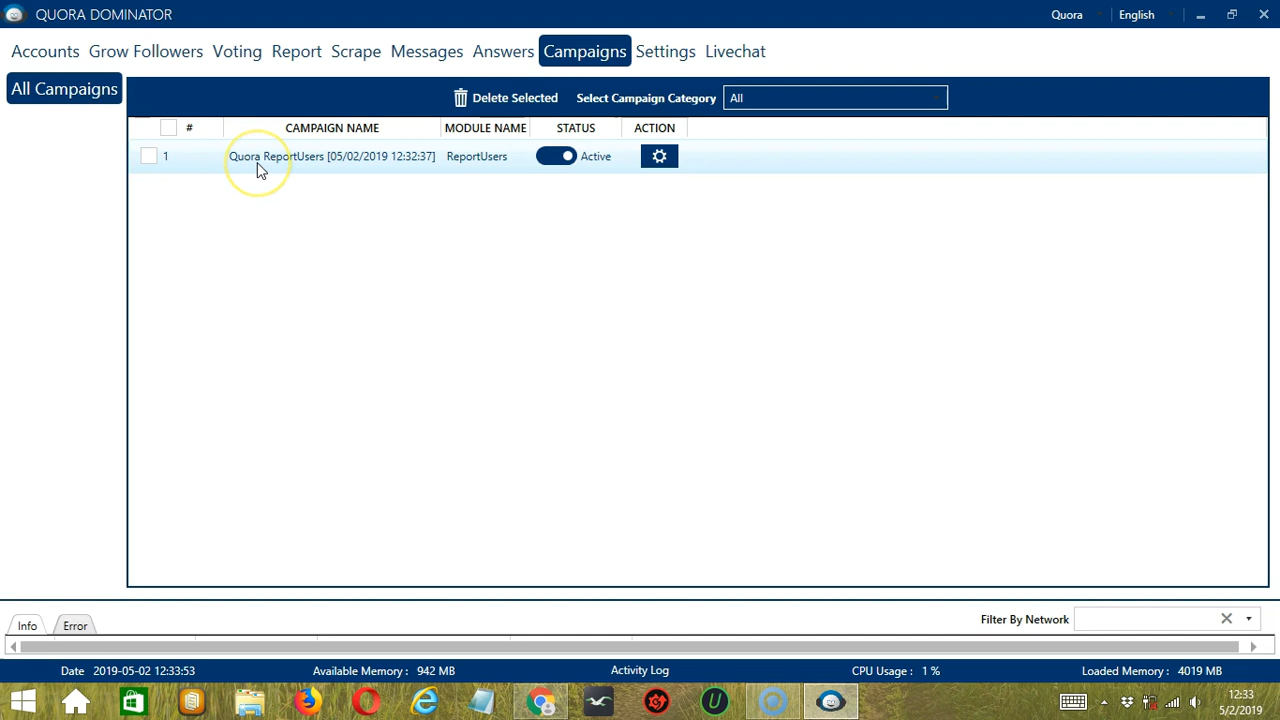 QUORA DOMINATOR
Quora
English
Accounts Grow Followers Voting Report Scrape Messages Answers Campaigns Settings Livechat
All Campaigns
Delete Selected Select Campaign Category All
# CAMPAIGN NAME MODULE NAME STATUS ACTION
1 Quora ReportUsers [05/02/2019 12:32:37] ReportUsers Active
Filter By Network
Info Error
Date 2019-05-02 12:33:53 Available Memory : 942 MB Activity Log CPU Usage : 1 % Loaded Memory : 4019 MB
12:33
5/2/2019